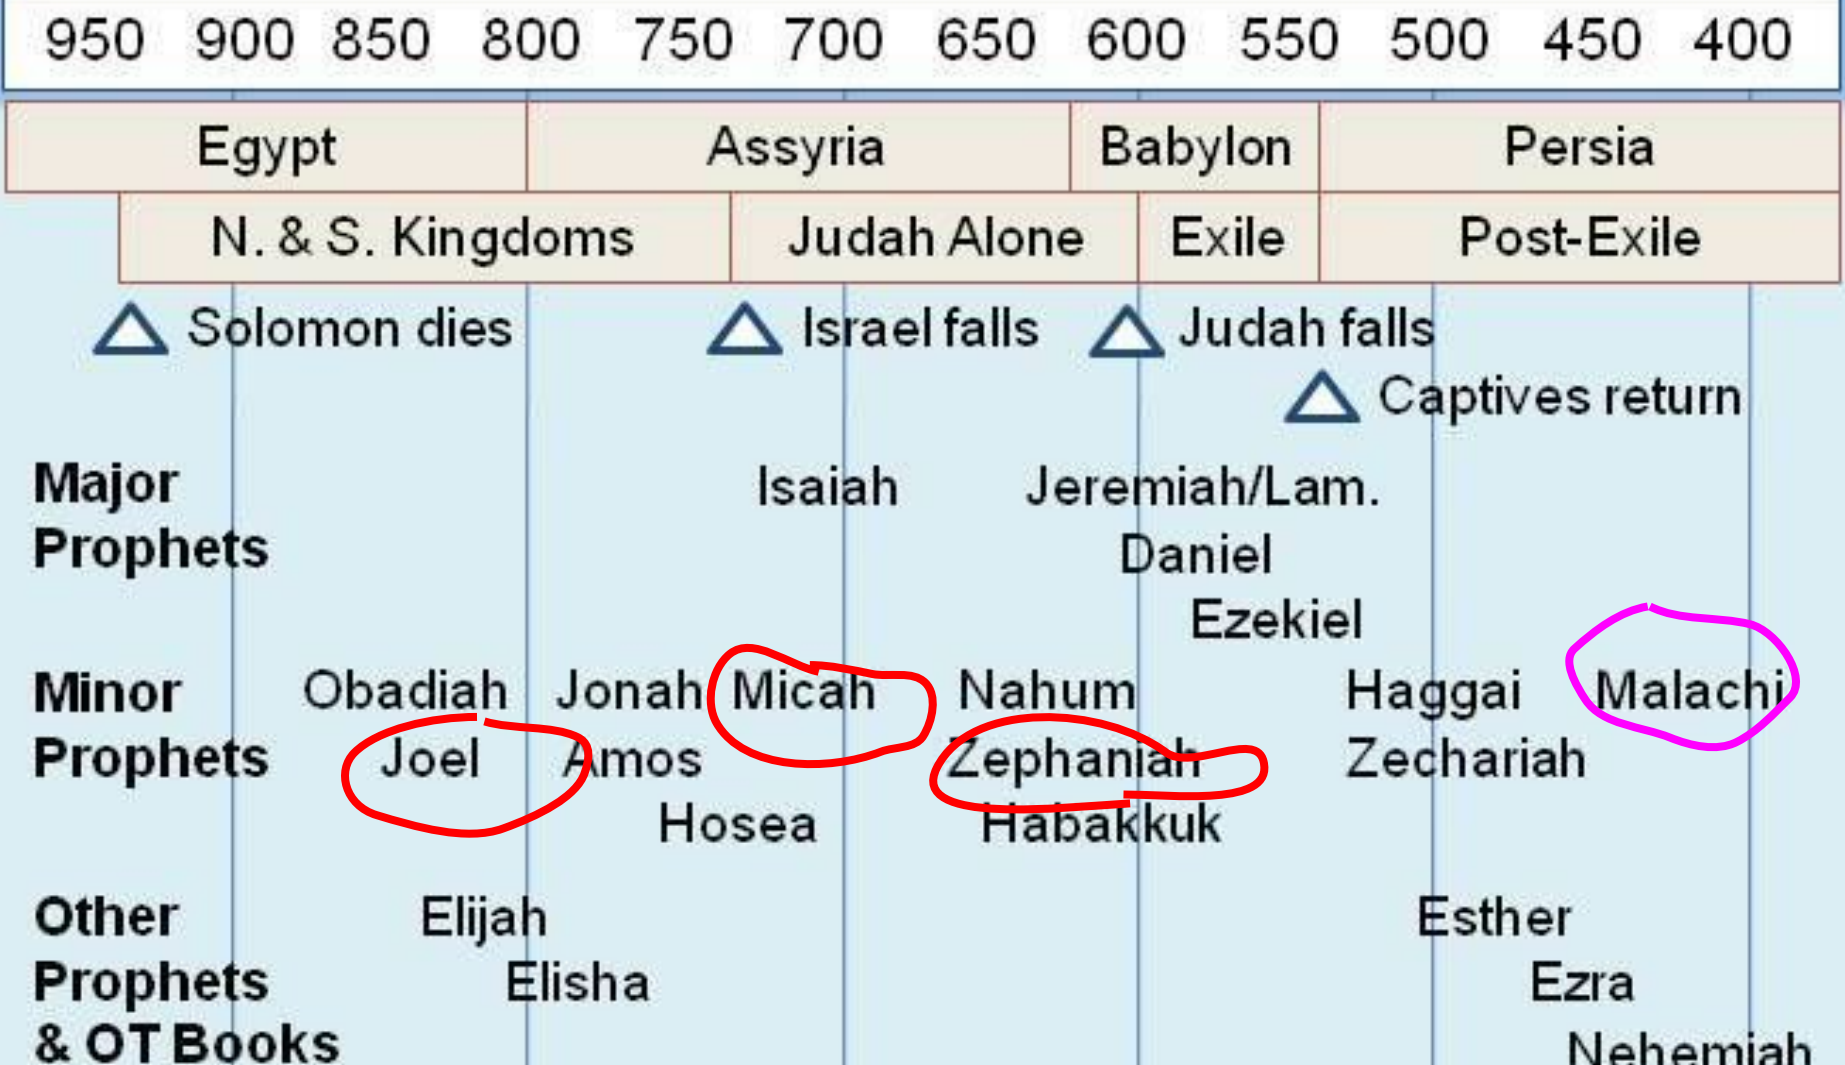 950 900 850 800 750 700 650 600 550 500 450 400
Egypt Assyria Babylon Persia
N. & S. Kingdoms Judah Alone Exile Post-Exile
Solomon dies Israel falls Judah falls
Captives return
Major Isaiah Jeremiah/Lam.
Prophets Daniel
Ezekiel
Minor Obadiah Jonah Micah Nahum Haggai Malachi
Prophets Joel Amos Zephaniah Zechariah
Hosea Habakkuk
Other Elijah Esther
Prophets Elisha Ezra
& OT Books Nehemiah